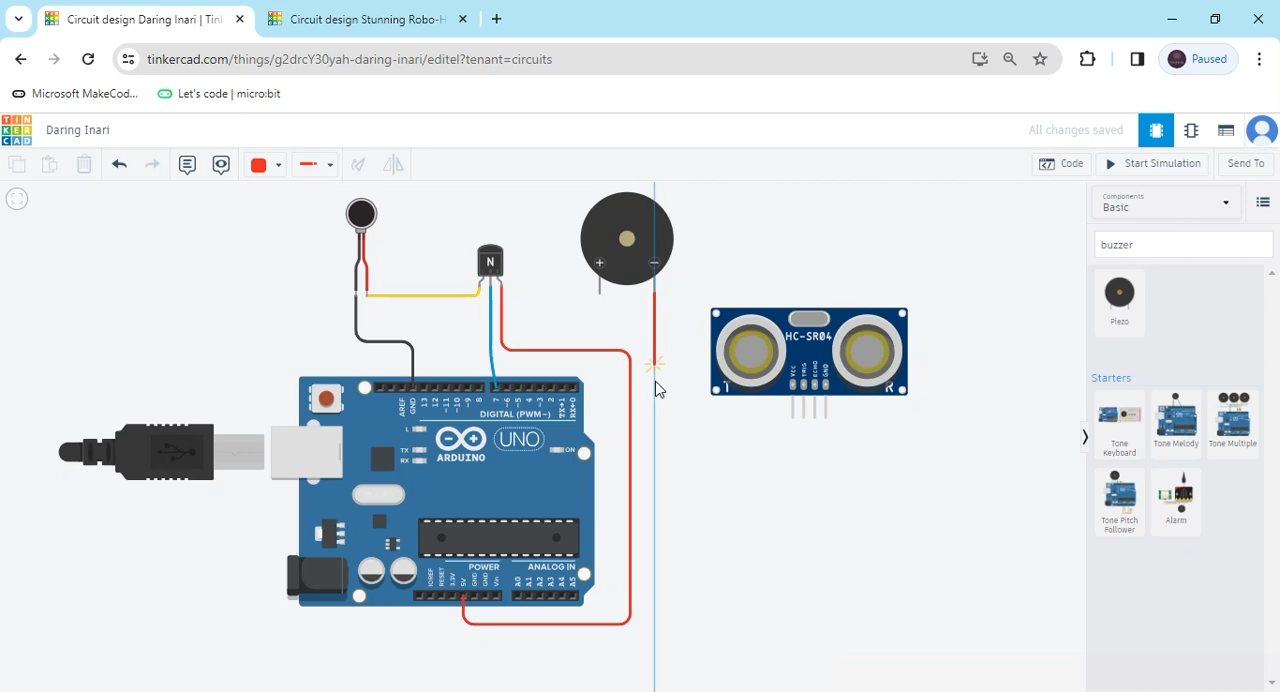 Circuit design Daring Inari | Tin
Circuit design Stunning Robo-H
tinkercad.com/things/g2drcY30yah-daring-inari/editel?tenant=circuits
Paused
Microsoft MakeCod...
Let's code | micro:bit
TIN
KER
CAD
Daring Inari
All changes saved
Code
Start Simulation
Send To
Components
Basic
buzzer
Piezo
Starters
Tone Keyboard
Tone Melody
Tone Multiple
Tone Pitch Follower
Alarm
N
+
−
HC-SR04
VCC
TRIG
ECHO
GND
T
R
AREF
GND
13
12
~11
~10
~9
8
7
~6
~5
4
~3
2
TX→1
RX←0
DIGITAL (PWM~)
L
TX
RX
ARDUINO
UNO
ON
POWER
ANALOG IN
IOREF
RESET
3.3V
5V
GND
GND
Vin
A0
A1
A2
A3
A4
A5